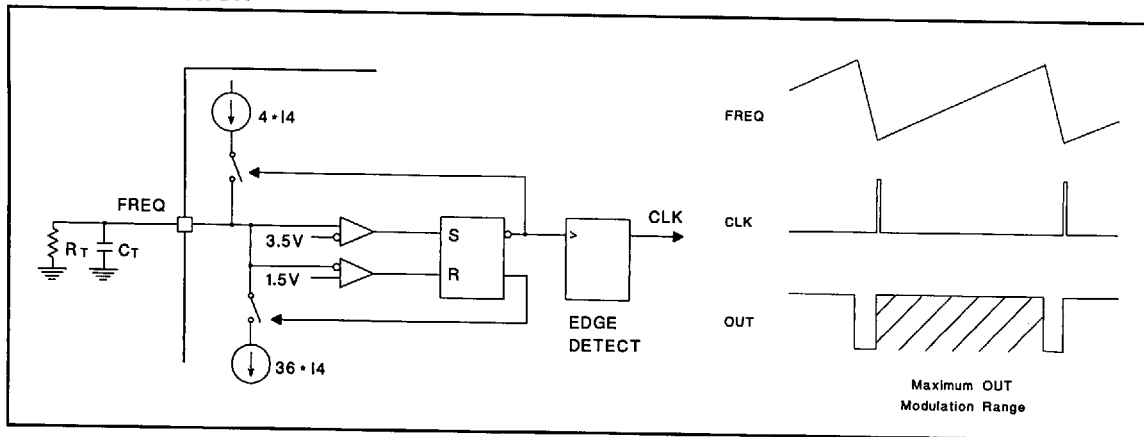 4*I4
FREQ
RT
CT
3.5V
1.5V
S
R
>
CLK
EDGE
DETECT
36*I4
FREQ
CLK
OUT
Maximum OUT
Modulation Range